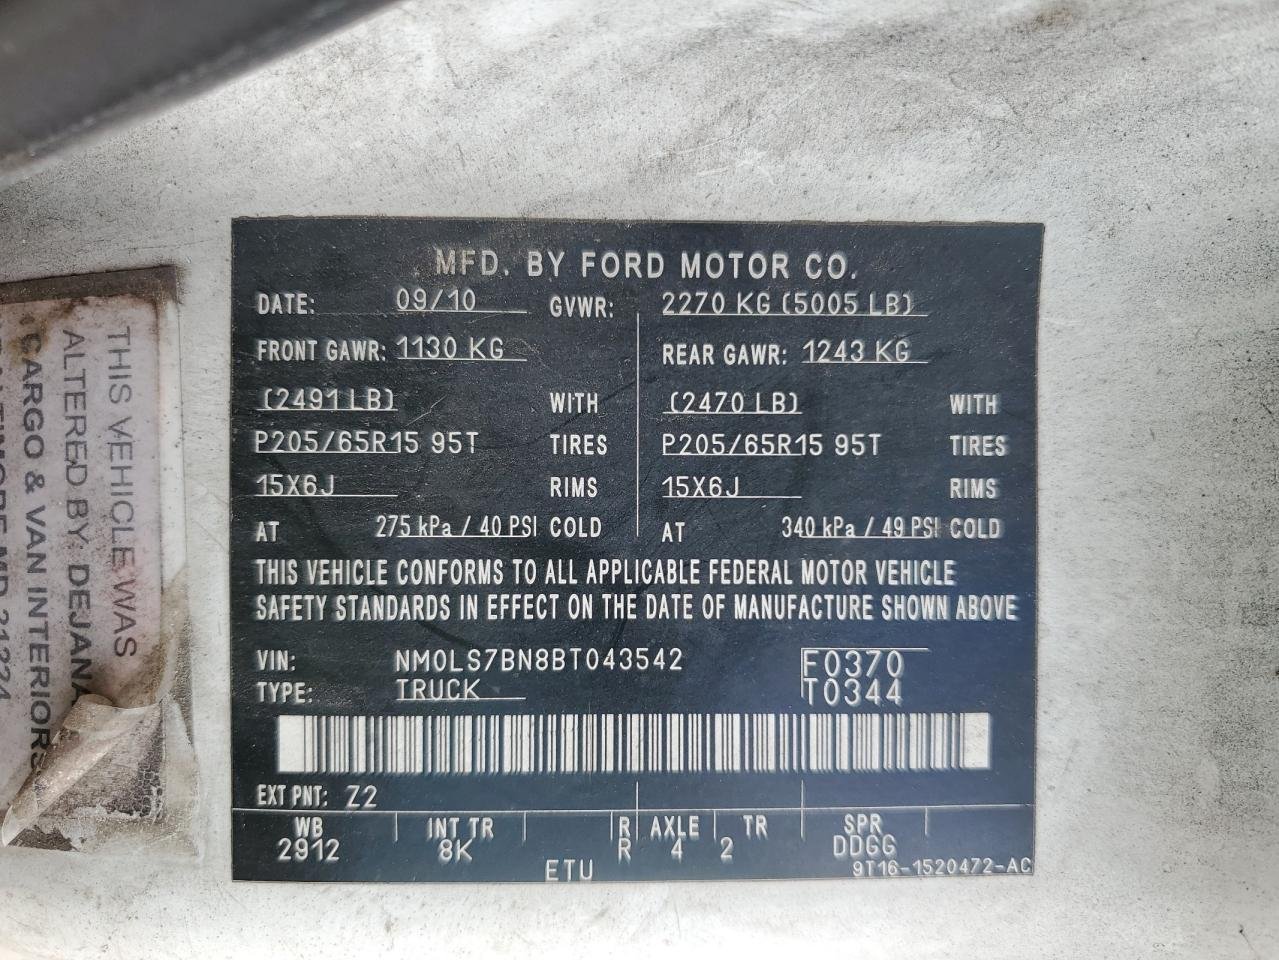 MFD. BY FORD MOTOR CO.
DATE: 09/10 GVWR: 2270 KG (5005 LB)
FRONT GAWR: 1130 KG REAR GAWR: 1243 KG
(2491 LB) WITH (2470 LB) WITH
P205/65R15 95T TIRES P205/65R15 95T TIRES
15X6J RIMS 15X6J RIMS
AT 275 kPa / 40 PSI COLD AT 340 kPa / 49 PSI COLD
THIS VEHICLE CONFORMS TO ALL APPLICABLE FEDERAL MOTOR VEHICLE
SAFETY STANDARDS IN EFFECT ON THE DATE OF MANUFACTURE SHOWN ABOVE
VIN: NM0LS7BN8BT043542 F0370
TYPE: TRUCK T0344
EXT PNT: Z2
WB INT TR R AXLE TR SPR
2912 8K R 4 2 DDGG
ETU 9T16-1520472-AC
THIS VEHICLE WAS
ALTERED BY: DEJANA
CARGO & VAN INTERIORS
MD 21224